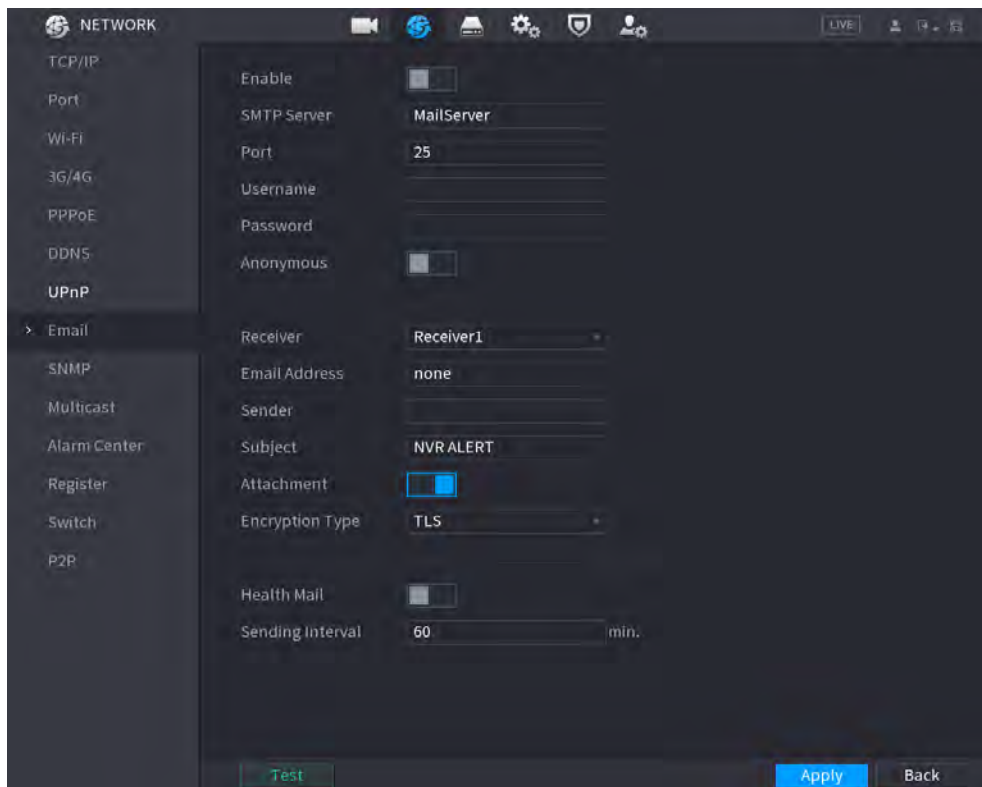 NETWORK
LIVE
TCP/IP
Port
Wi-Fi
3G/4G
PPPoE
DDNS
UPnP
Email
SNMP
Multicast
Alarm Center
Register
Switch
P2P
Enable
SMTP Server MailServer
Port 25
Username
Password
Anonymous
Receiver Receiver1
Email Address none
Sender
Subject NVR ALERT
Attachment
Encryption Type TLS
Health Mail
Sending Interval 60 min.
Test Apply Back